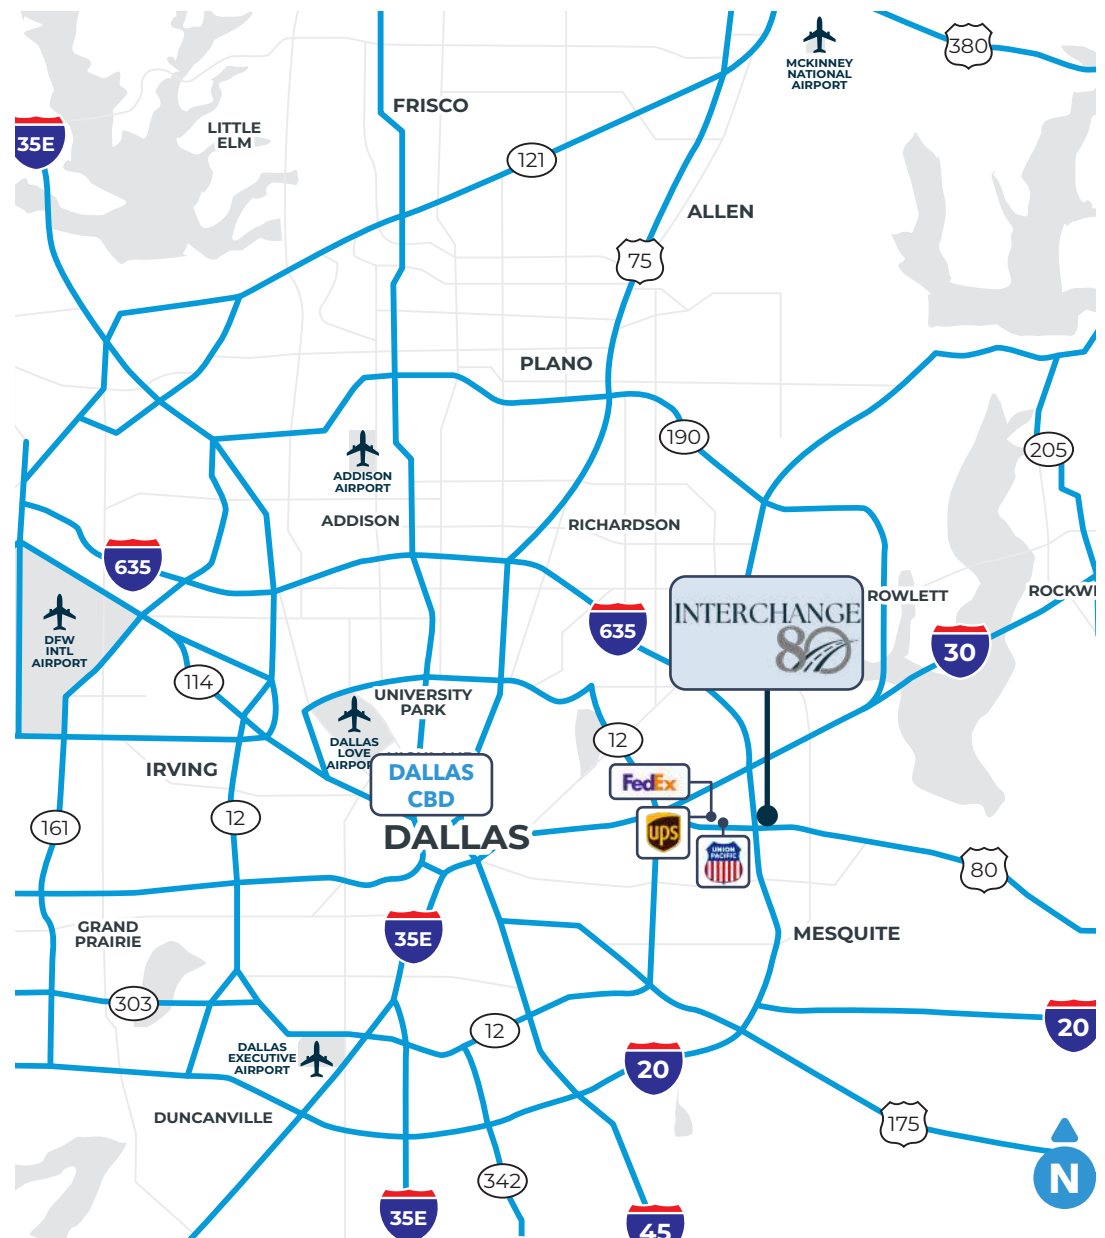 MCKINNEY
NATIONAL
AIRPORT
380
FRISCO
LITTLE
ELM
35E
121
ALLEN
75
PLANO
190
205
ADDISON
AIRPORT
ADDISON
RICHARDSON
635
DFW
INTL
AIRPORT
114
635
INTERCHANGE
80
ROWLETT
ROCKW
30
UNIVERSITY
PARK
DALLAS
LOVE
AIRPOR
12
IRVING
DALLAS
CBD
FedEx
161
12
DALLAS
ups
UNION
PACIFIC
80
GRAND
PRAIRIE
35E
MESQUITE
303
12
20
DALLAS
EXECUTIVE
AIRPORT
20
DUNCANVILLE
175
342
N
35E
45